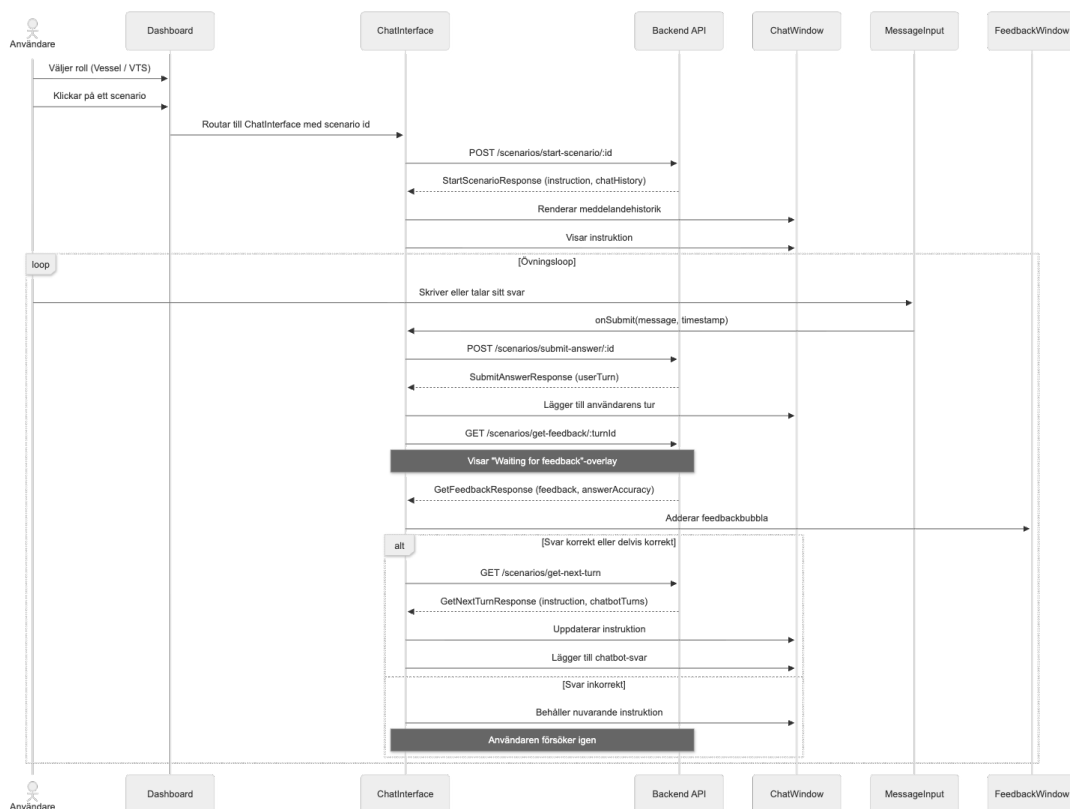 Användare
Dashboard
ChatInterface
Backend API
ChatWindow
MessageInput
FeedbackWindow
Väljer roll (Vessel / VTS)
Klickar på ett scenario
Routar till ChatInterface med scenario id
POST /scenarios/start-scenario/:id
StartScenarioResponse (instruction, chatHistory)
Renderar meddelandehistorik
Visar instruktion
loop
[Övningsloop]
Skriver eller talar sitt svar
onSubmit(message, timestamp)
POST /scenarios/submit-answer/:id
SubmitAnswerResponse (userTurn)
Lägger till användarens tur
GET /scenarios/get-feedback/:turnId
Visar "Waiting for feedback"-overlay
GetFeedbackResponse (feedback, answerAccuracy)
Adderar feedbackbubbla
alt
[Svar korrekt eller delvis korrekt]
GET /scenarios/get-next-turn
GetNextTurnResponse (instruction, chatbotTurns)
Uppdaterar instruktion
Lägger till chatbot-svar
[Svar inkorrekt]
Behåller nuvarande instruktion
Användaren försöker igen
Användare
Dashboard
ChatInterface
Backend API
ChatWindow
MessageInput
FeedbackWindow